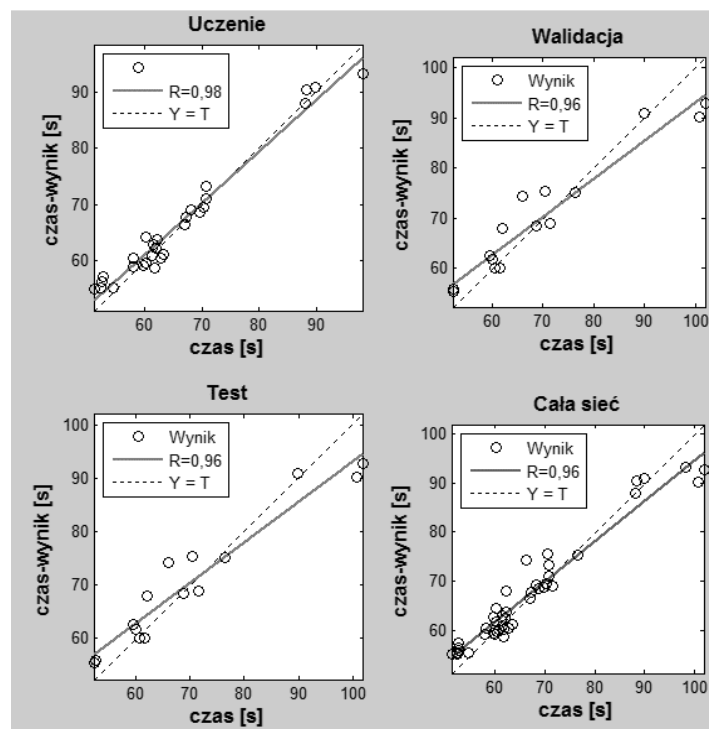 Uczenie
R=0,98
Y = T
90
80
70
60
czas-wynik [s]
60
70
80
90
czas [s]
Walidacja
Wynik
R=0,96
Y = T
100
90
80
70
60
czas-wynik [s]
60
70
80
90
100
czas [s]
Test
Wynik
R=0,96
Y = T
100
90
80
70
60
czas-wynik [s]
60
70
80
90
100
czas [s]
Cała sieć
Wynik
R=0,96
Y = T
100
90
80
70
60
czas-wynik [s]
60
70
80
90
100
czas [s]